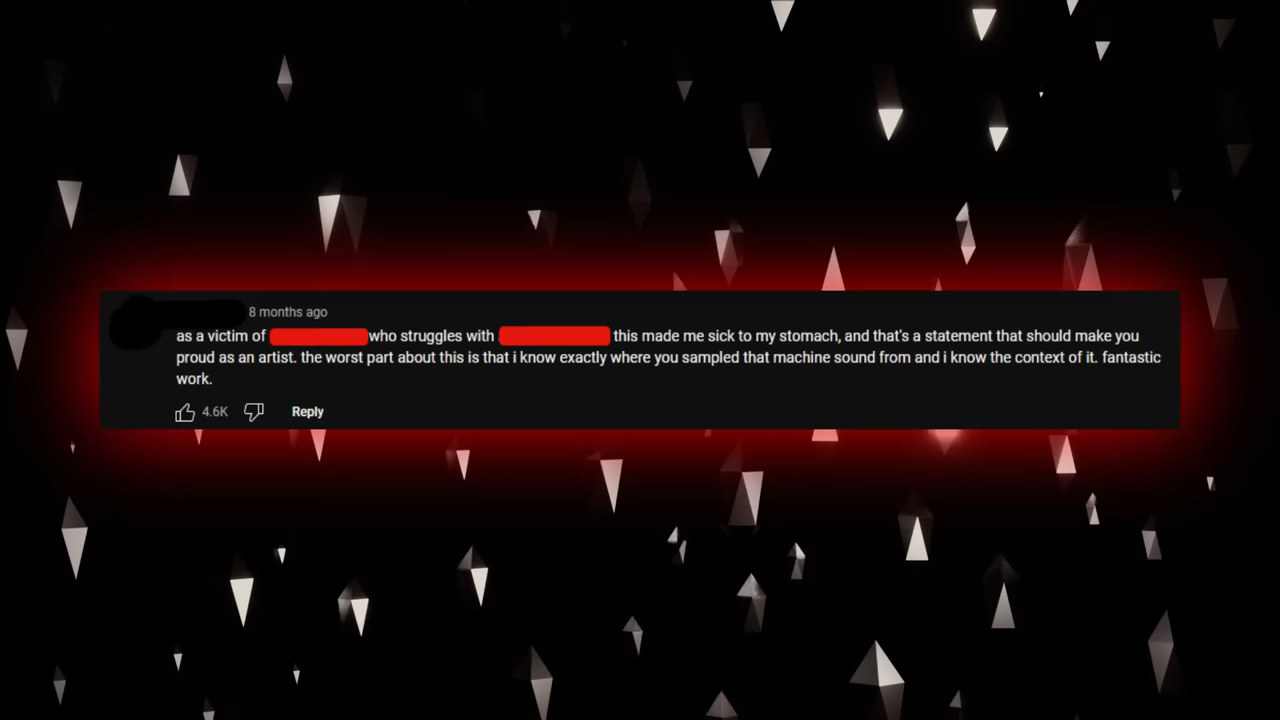 8 months ago
as a victim of who struggles with this made me sick to my stomach, and that's a statement that should make you
proud as an artist. the worst part about this is that i know exactly where you sampled that machine sound from and i know the context of it. fantastic
work.
4.6K Reply